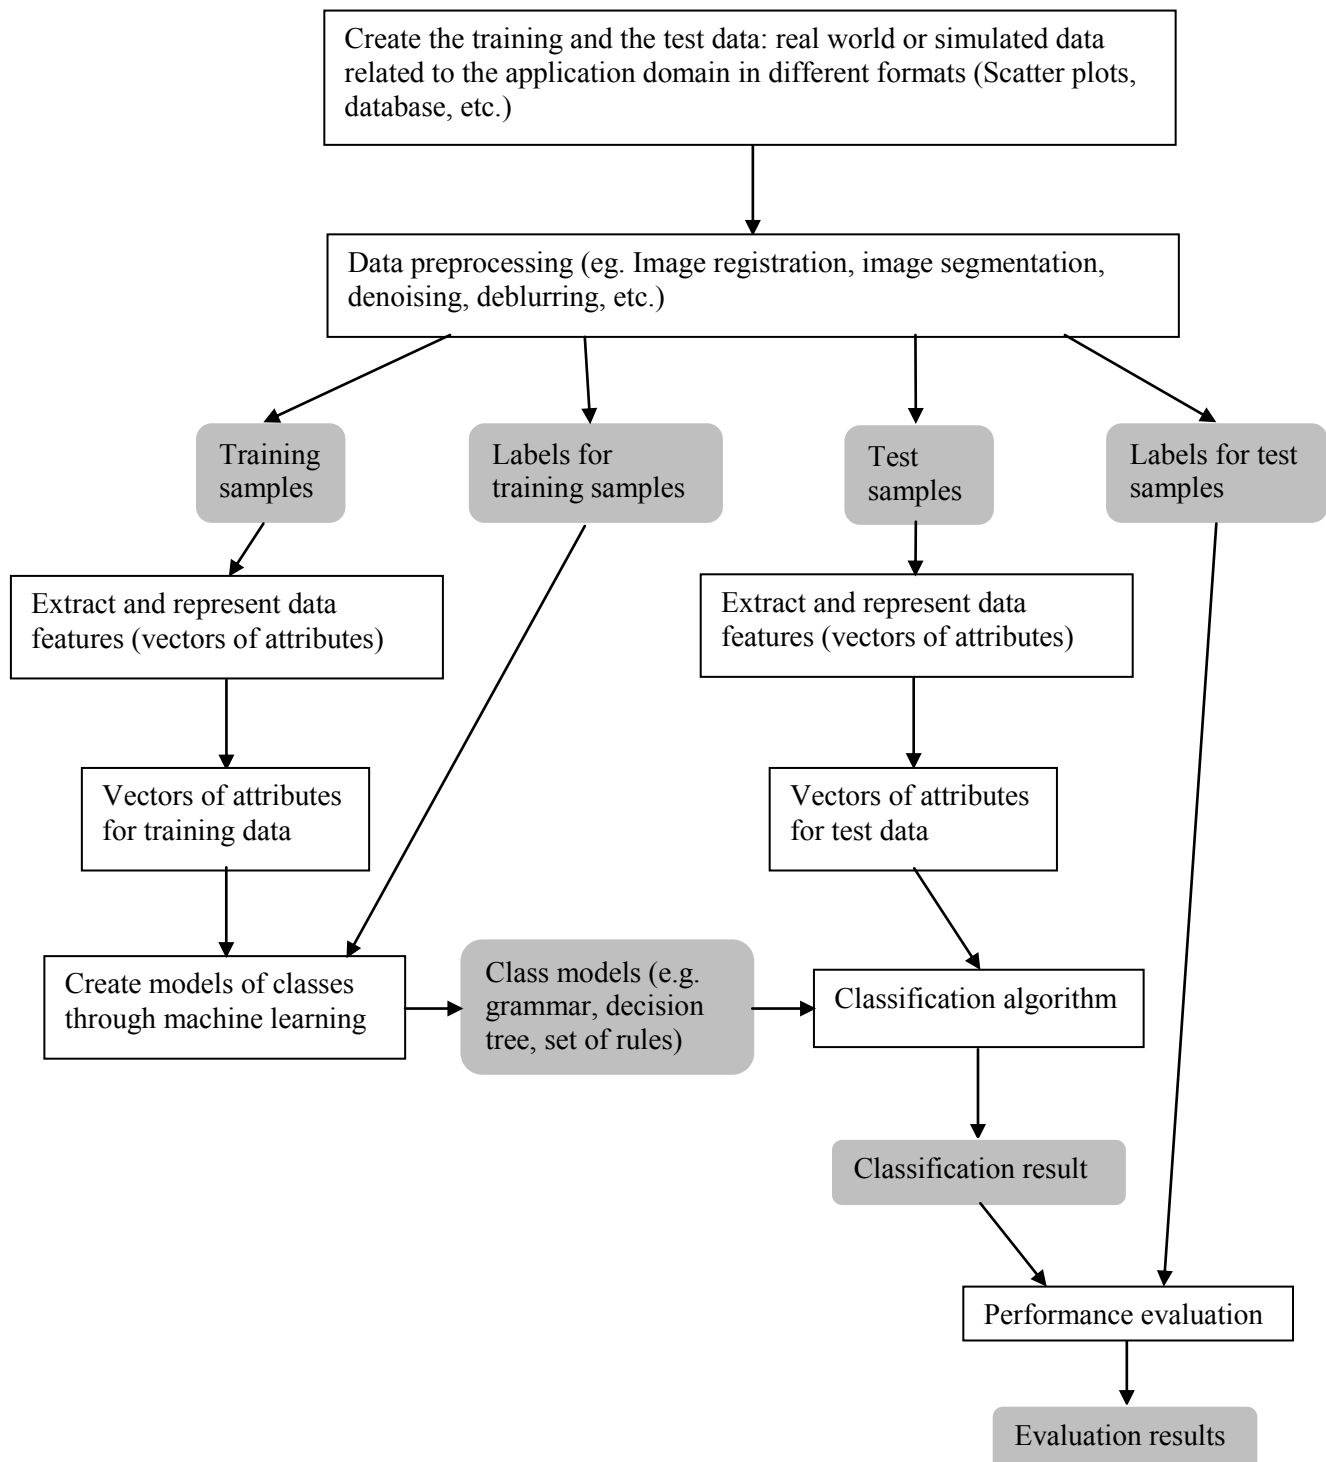 Create the training and the test data: real world or simulated data
related to the application domain in different formats (Scatter plots,
database, etc.)
Data preprocessing (eg. Image registration, image segmentation,
denoising, deblurring, etc.)
Training
samples
Labels for
training samples
Test
samples
Labels for test
samples
Extract and represent data
features (vectors of attributes)
Extract and represent data
features (vectors of attributes)
Vectors of attributes
for training data
Vectors of attributes
for test data
Create models of classes
through machine learning
Class models (e.g.
grammar, decision
tree, set of rules)
Classification algorithm
Classification result
Performance evaluation
Evaluation results